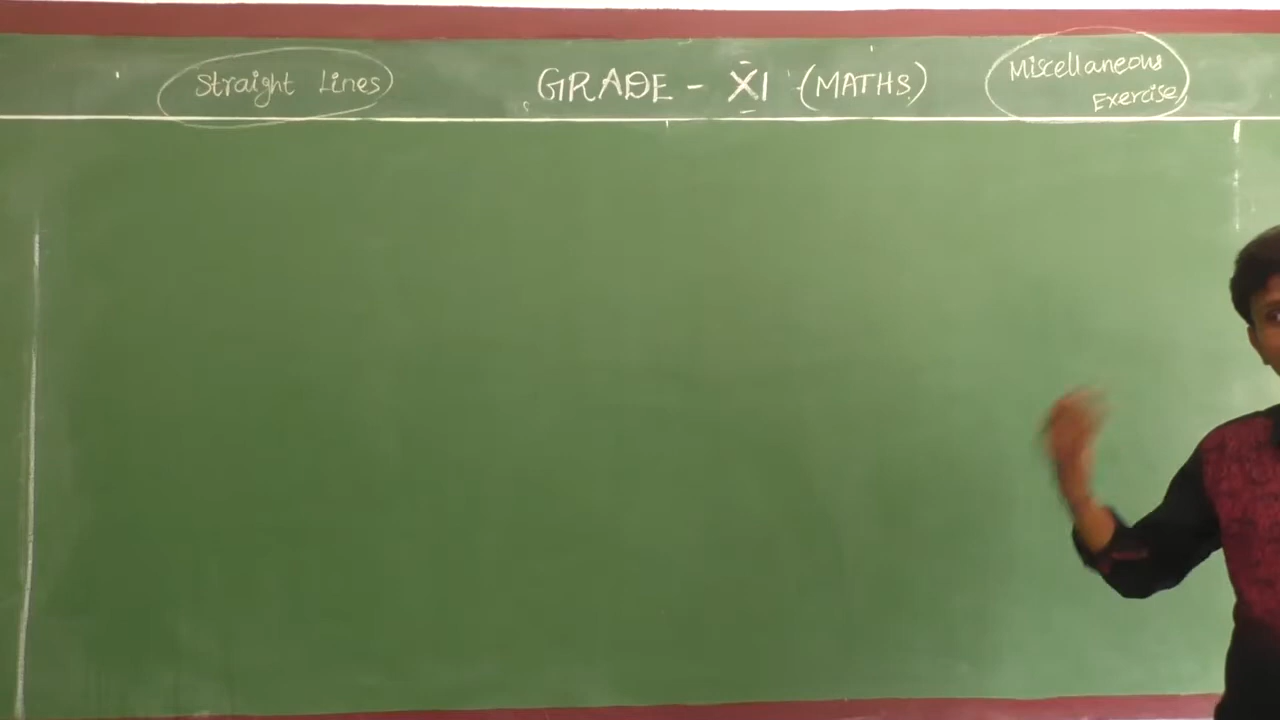 Straight Lines
GRADE - XI (MATHS)
Miscellaneous
Exercise